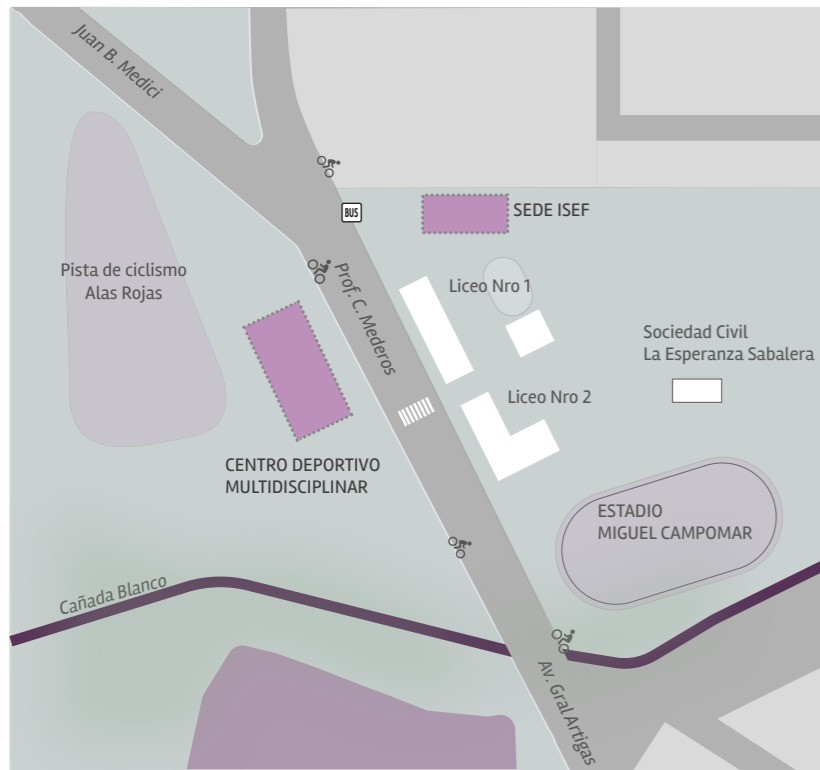 Juan B. Medici
BUS
SEDE ISEF
Pista de ciclismo
Alas Rojas
Prof. C. Mederos
Liceo Nro 1
Sociedad Civil
La Esperanza Sabalera
Liceo Nro 2
CENTRO DEPORTIVO
MULTIDISCIPLINAR
ESTADIO
MIGUEL CAMPOMAR
Cañada Blanco
Av. Gral Artigas